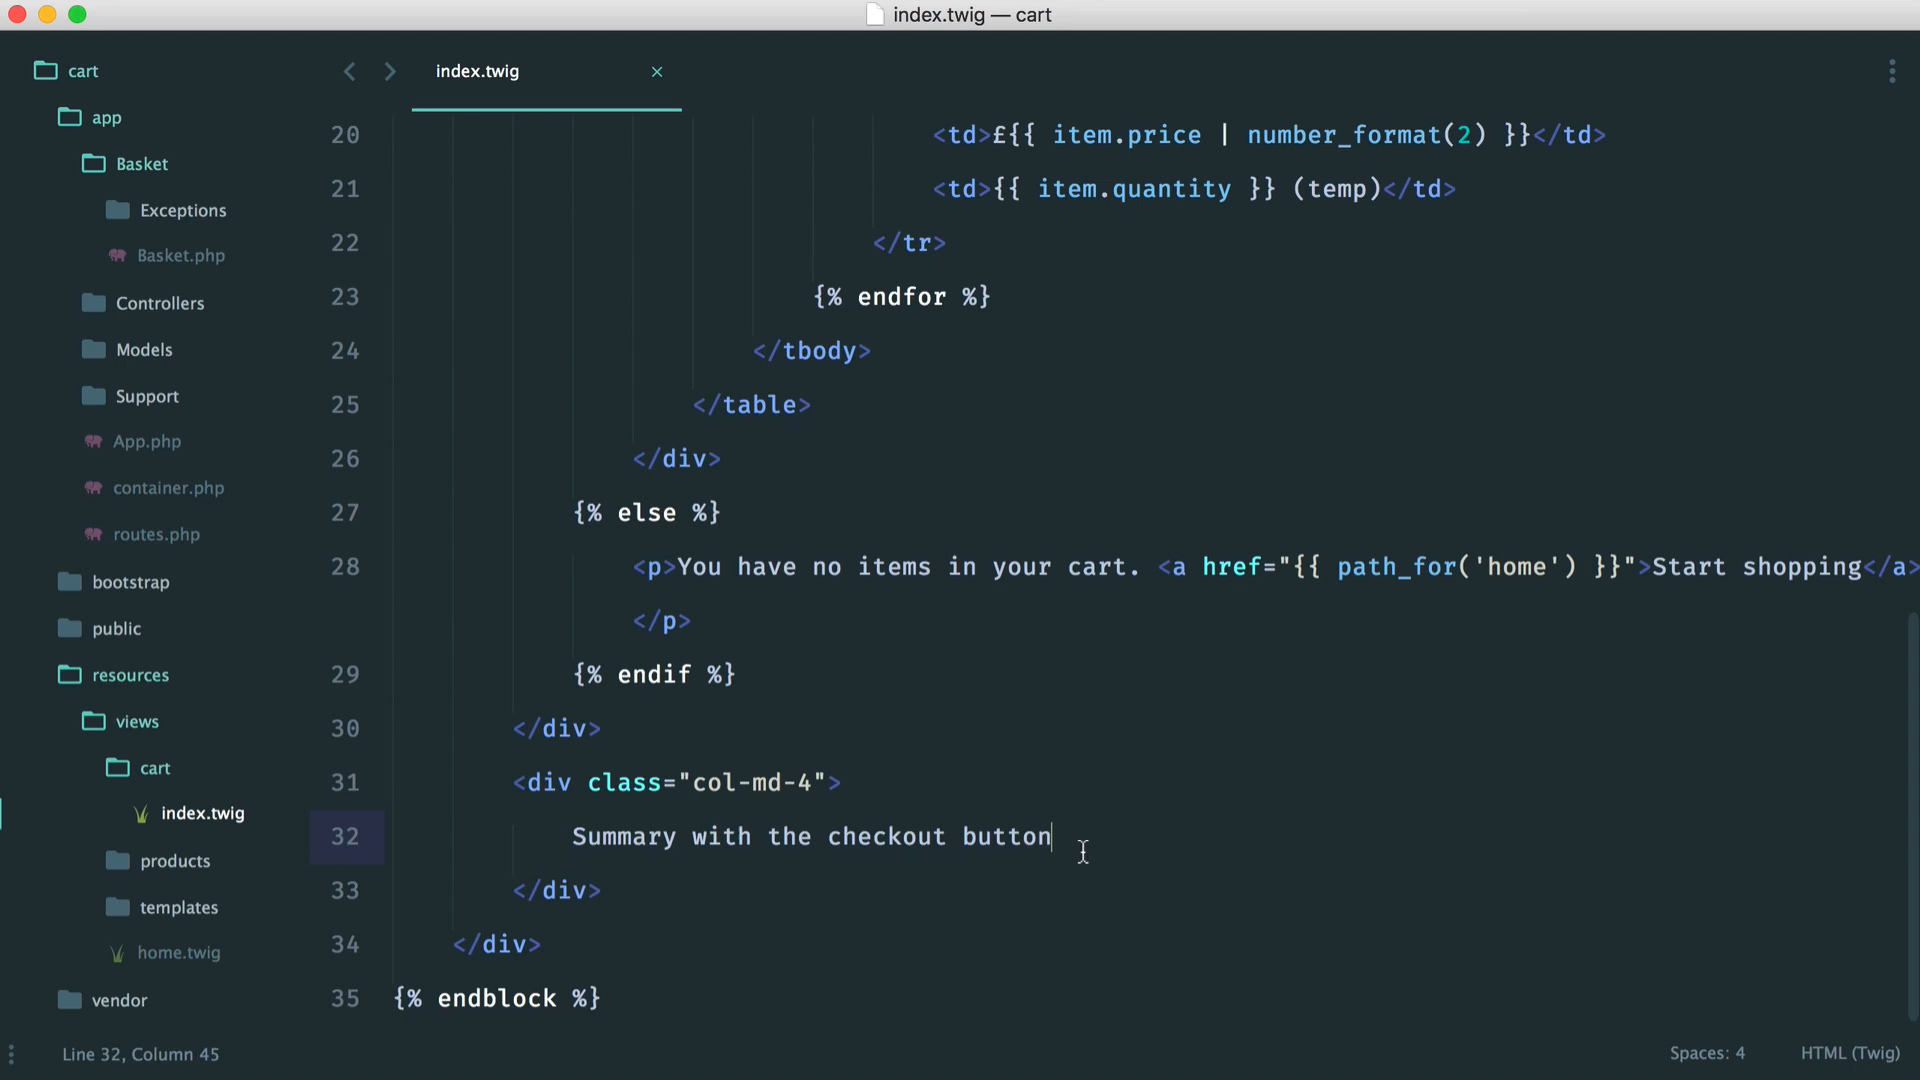 index.twig — cart
cart
app
Basket
Exceptions
Basket.php
Controllers
Models
Support
App.php
container.php
routes.php
bootstrap
public
resources
views
cart
index.twig
products
templates
home.twig
vendor
index.twig ×
20 <td>£{{ item.price | number_format(2) }}</td>
21 <td>{{ item.quantity }} (temp)</td>
22 </tr>
23 {% endfor %}
24 </tbody>
25 </table>
26 </div>
27 {% else %}
28 <p>You have no items in your cart. <a href="{{ path_for('home') }}">Start shopping</a>
</p>
29 {% endif %}
30 </div>
31 <div class="col-md-4">
32 Summary with the checkout button
33 </div>
34 </div>
35 {% endblock %}
Line 32, Column 45
Spaces: 4
HTML (Twig)